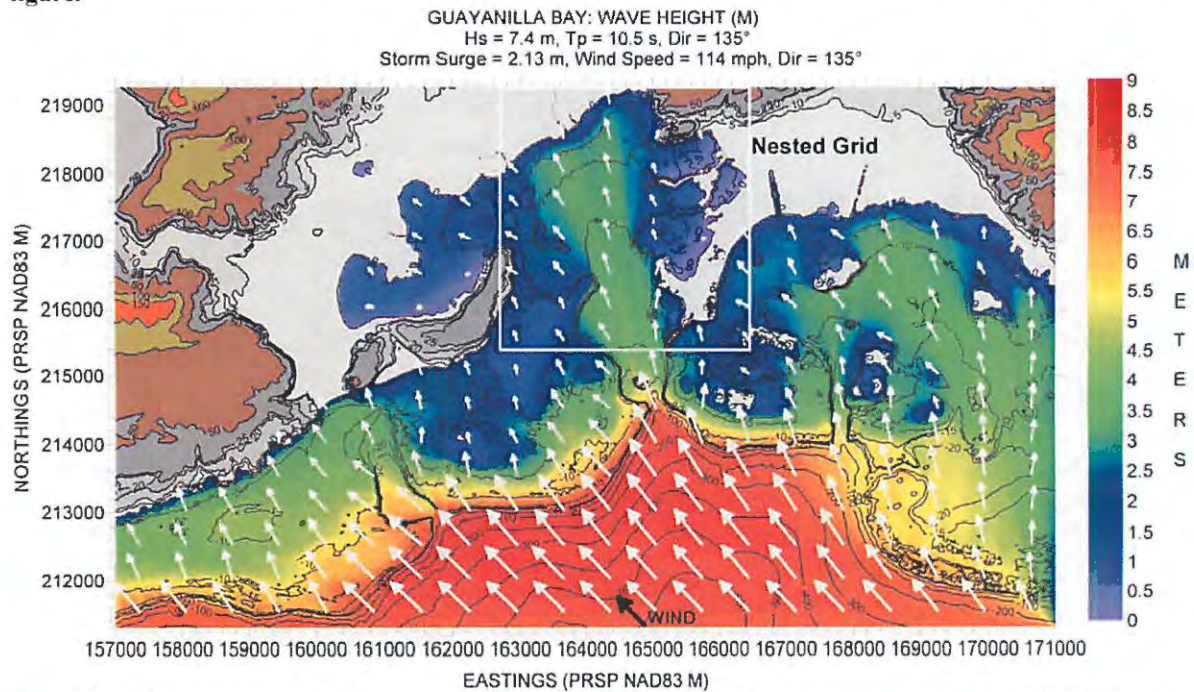 figure.
GUAYANILLA BAY: WAVE HEIGHT (M)
Hs = 7.4 m, Tp = 10.5 s, Dir = 135°
Storm Surge = 2.13 m, Wind Speed = 114 mph, Dir = 135°
Nested Grid
WIND
NORTHINGS (PRSP NAD83 M)
219000
218000
217000
216000
215000
214000
213000
212000
157000 158000 159000 160000 161000 162000 163000 164000 165000 166000 167000 168000 169000 170000 171000
EASTINGS (PRSP NAD83 M)
9
8.5
8
7.5
7
6.5
6
5.5
5
4.5
4
3.5
3
2.5
2
1.5
1
0.5
0
METERS